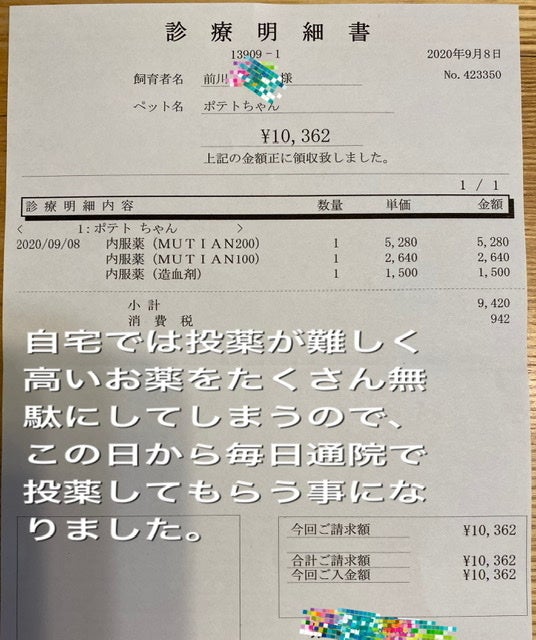 診療明細書
13909-1
2020年9月8日
飼育者名 前川 様
No. 423350
ペット名 ポテトちゃん
¥10,362
上記の金額正に領収致しました。
1 / 1
診療明細内容 数量 単価 金額
< 1:ポテト ちゃん >
2020/09/08 内服薬(MUTIAN200) 1 5,280 5,280
内服薬(MUTIAN100) 1 2,640 2,640
内服薬(造血剤) 1 1,500 1,500
小 計 9,420
消 費 税 942
自宅では投薬が難しく
高いお薬をたくさん無
駄にしてしまうので、
この日から毎日通院で
投薬してもらう事にな
りました。
今回ご請求額 ¥10,362
合計ご請求額 ¥10,362
今回ご入金額 ¥10,362